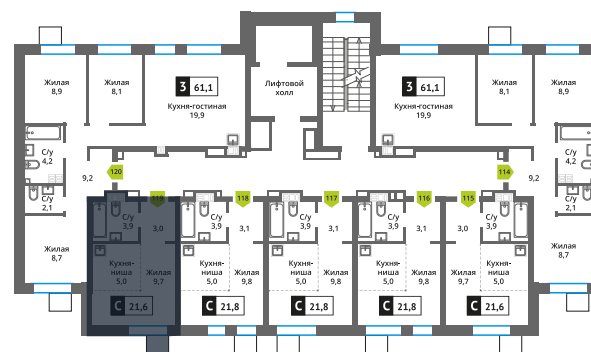 Жилая
8,9
Жилая
8,1
3 61,1
Кухня-гостиная
19,9
Лифтовой
холл
3 61,1
Кухня-гостиная
19,9
Жилая
8,1
Жилая
8,9
С/у
4,2
С/у
4,2
9,2
120
114
9,2
С/у
2,1
С/у
2,1
119
118
117
116
115
С/у
3,9
3,0
С/у
3,9
3,1
С/у
3,9
3,1
С/у
3,9
3,1
3,0
С/у
3,9
Жилая
8,7
Жилая
8,7
Кухня-
ниша
5,0
Жилая
9,7
Кухня-
ниша
5,0
Жилая
9,8
Кухня-
ниша
5,0
Жилая
9,8
Кухня-
ниша
5,0
Жилая
9,8
Жилая
9,7
Кухня-
ниша
5,0
С 21,6
С 21,8
С 21,8
С 21,8
С 21,6